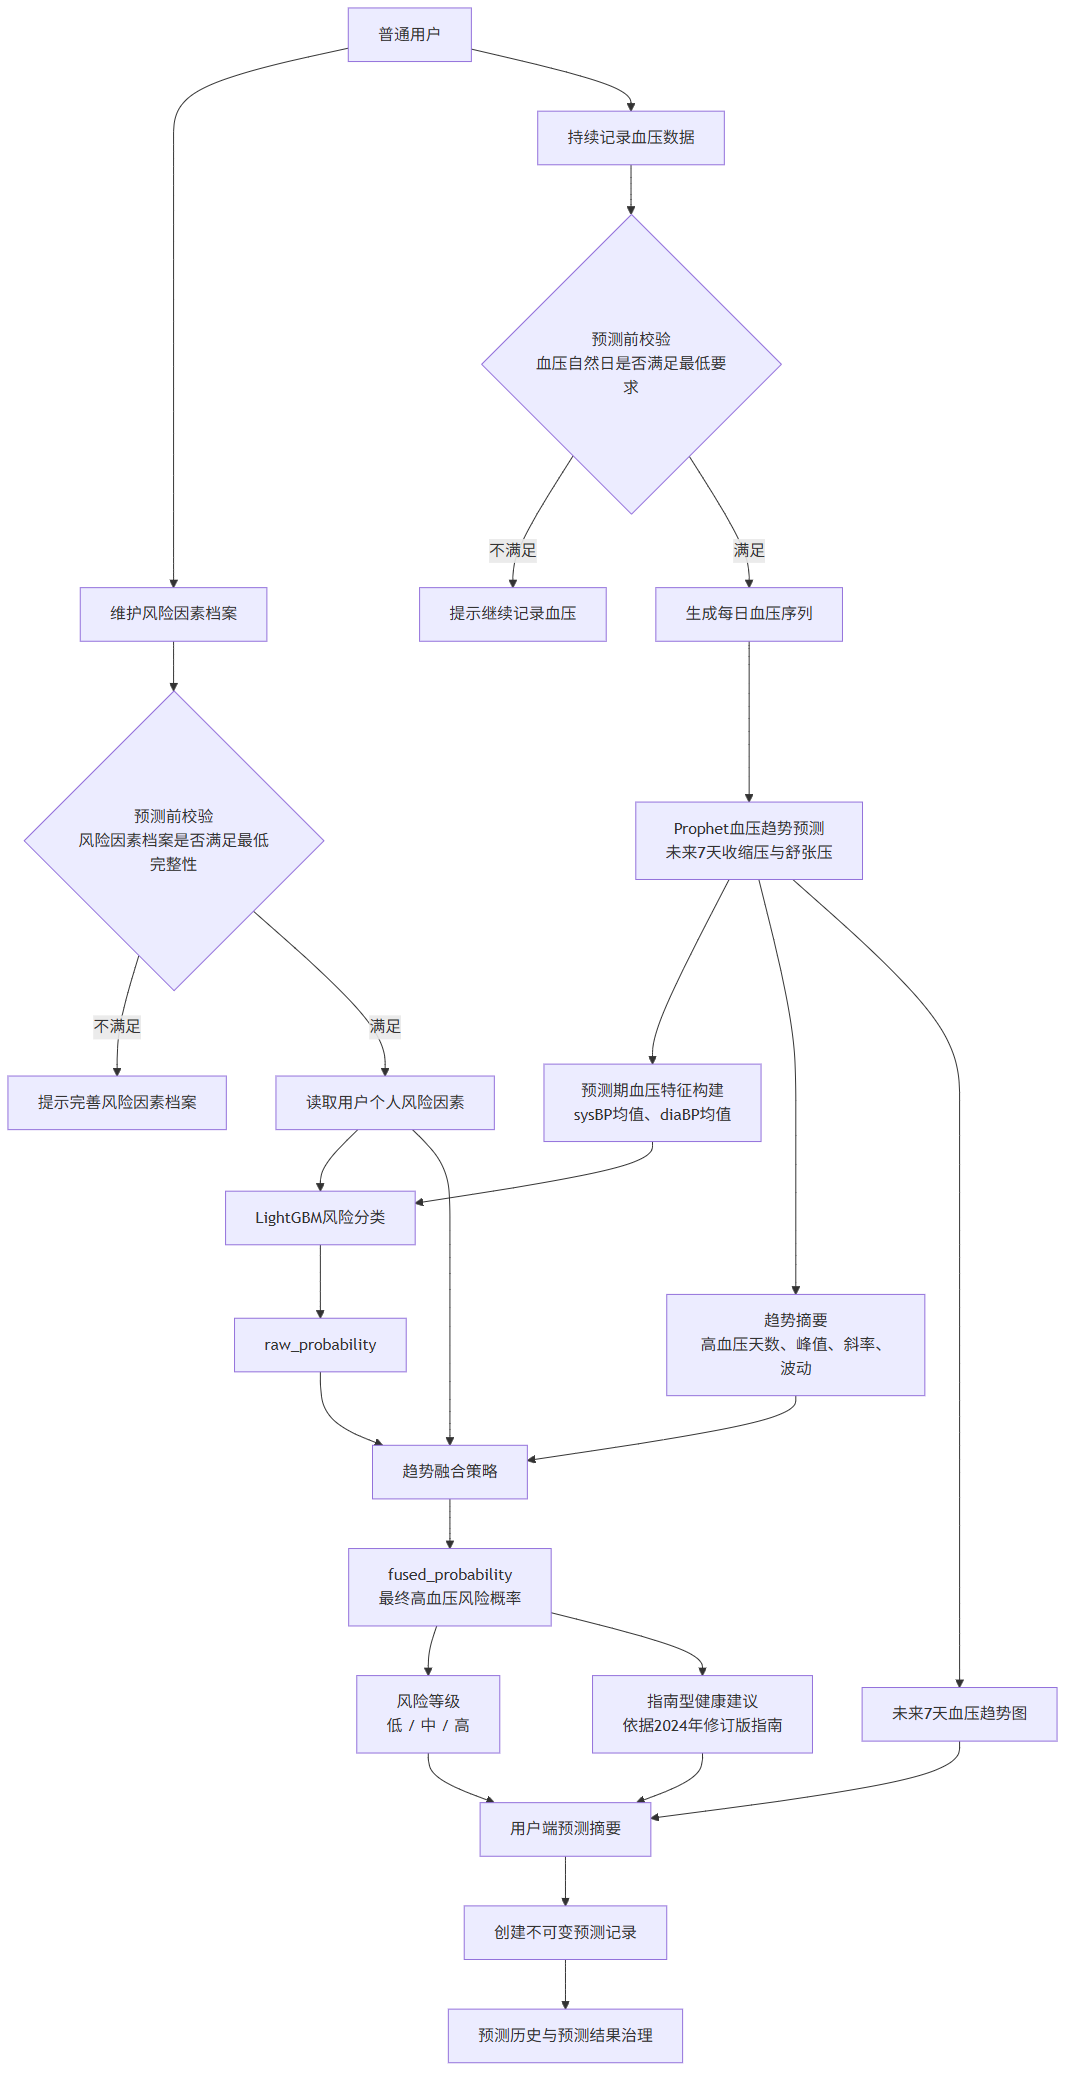 普通用户
持续记录血压数据
预测前校验
血压自然日是否满足最低要
求
不满足
满足
维护风险因素档案
提示继续记录血压
生成每日血压序列
预测前校验
风险因素档案是否满足最低
完整性
Prophet血压趋势预测
未来7天收缩压与舒张压
不满足
满足
提示完善风险因素档案
读取用户个人风险因素
预测期血压特征构建
sysBP均值、diaBP均值
LightGBM风险分类
raw_probability
趋势摘要
高血压天数、峰值、斜率、
波动
趋势融合策略
fused_probability
最终高血压风险概率
风险等级
低 / 中 / 高
指南型健康建议
依据2024年修订版指南
未来7天血压趋势图
用户端预测摘要
创建不可变预测记录
预测历史与预测结果治理